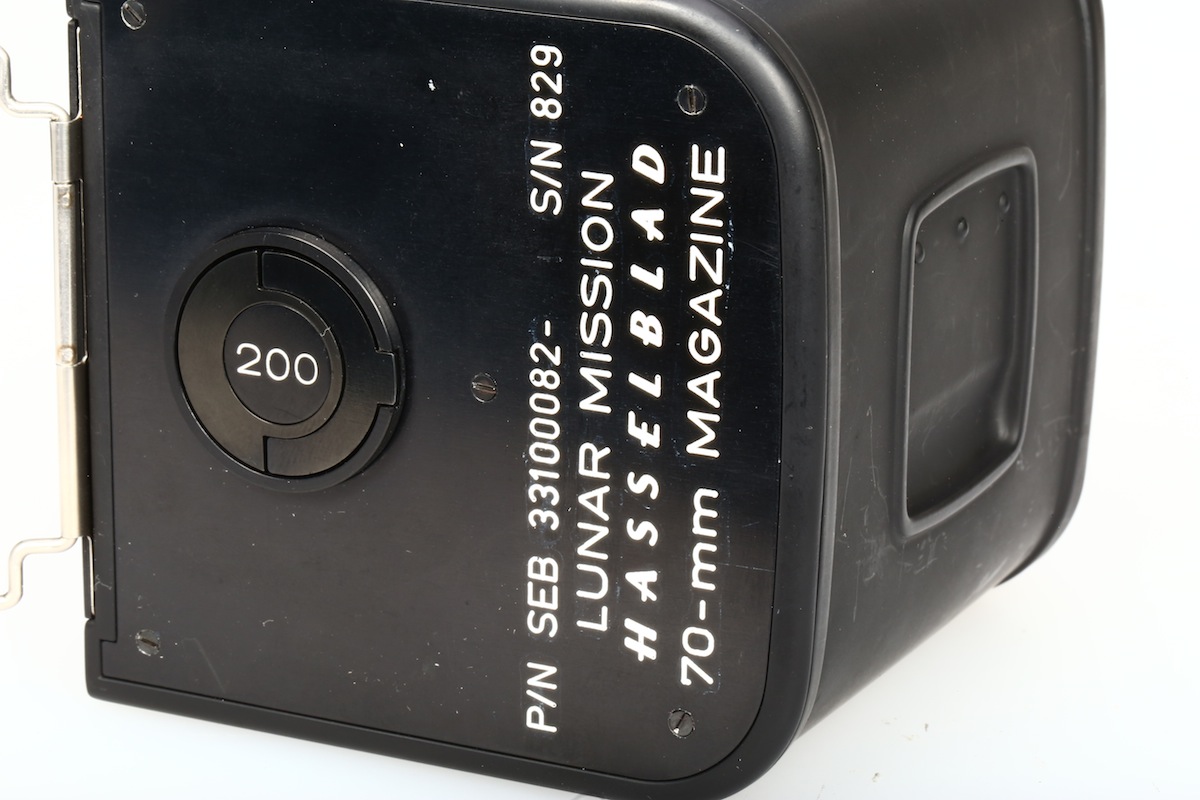 200
P/N SEB 33100082- S/N 829
LUNAR MISSION
HASSELBLAD
70-mm MAGAZINE